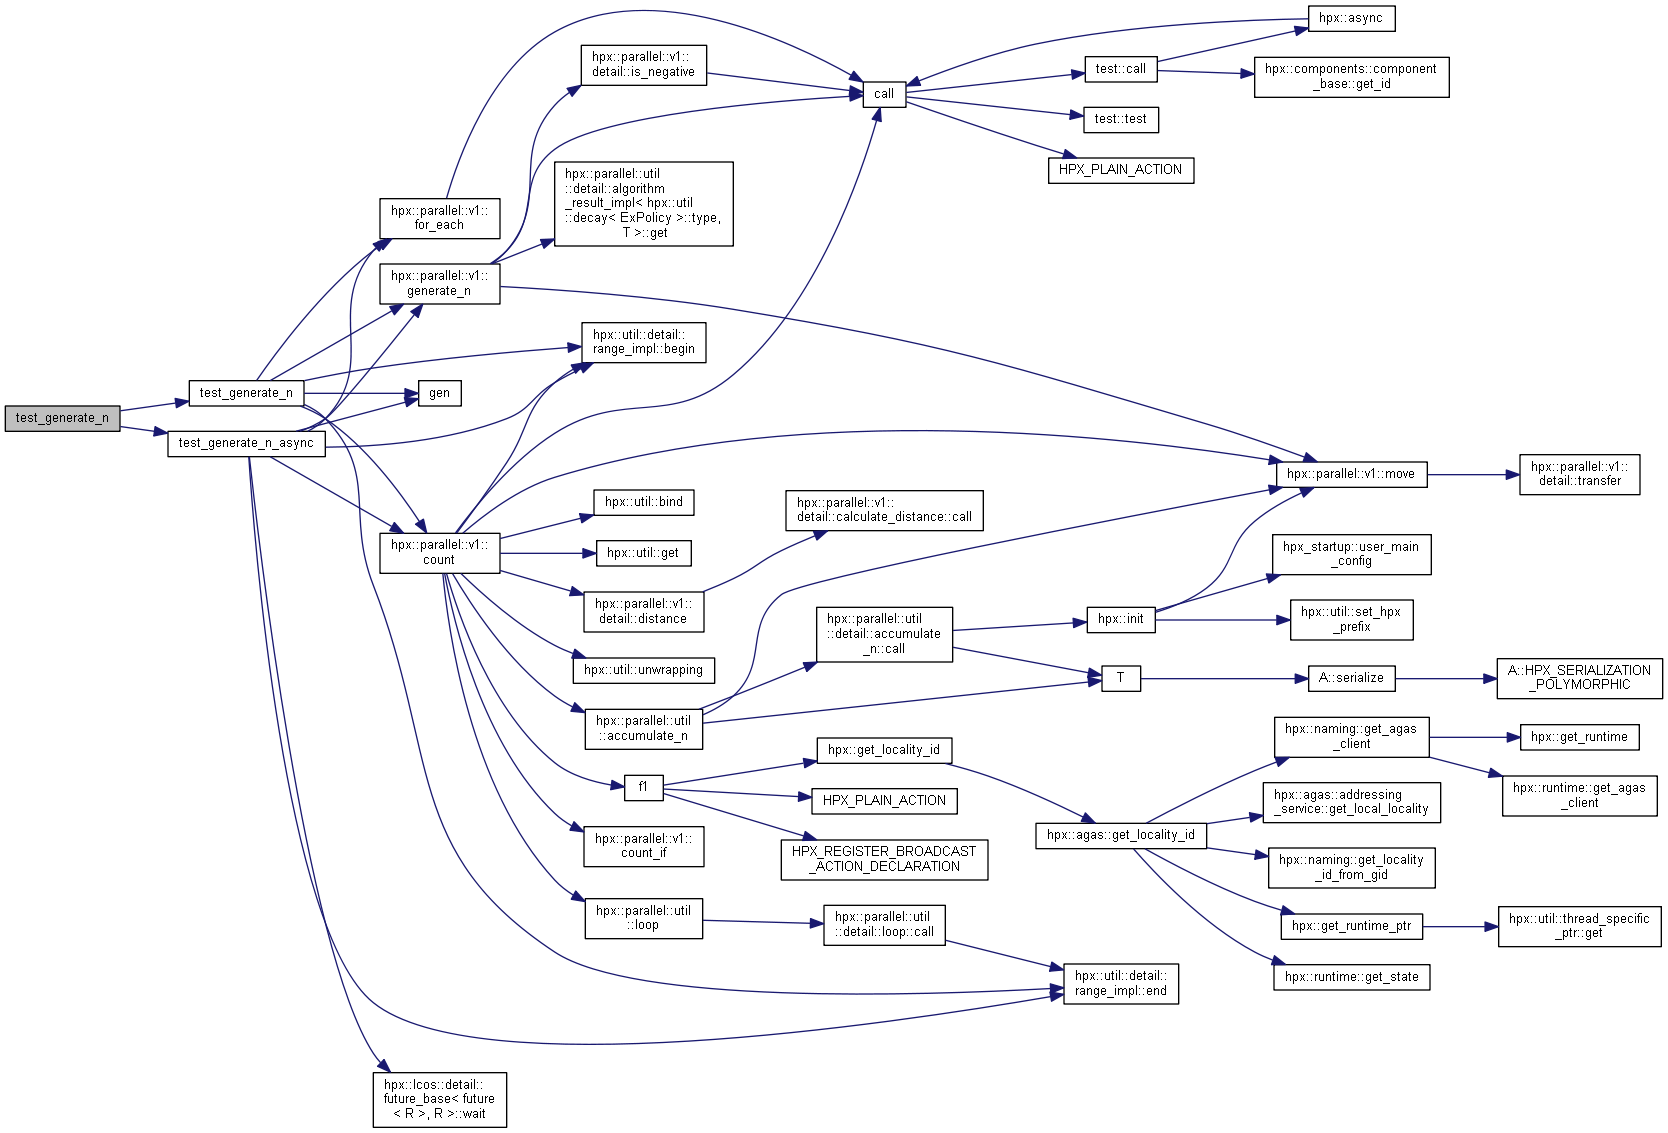 test_generate_n
test_generate_n
test_generate_n_async
hpx::parallel::v1::
for_each
hpx::parallel::v1::
generate_n
gen
hpx::parallel::v1::
count
hpx::lcos::detail::
future_base< future
< R >, R >::wait
hpx::parallel::v1::
detail::is_negative
hpx::parallel::util
::detail::algorithm
_result_impl< hpx::util
::decay< ExPolicy >::type,
T >::get
hpx::util::detail::
range_impl::begin
hpx::util::bind
hpx::util::get
hpx::parallel::v1::
detail::distance
hpx::util::unwrapping
hpx::parallel::util
::accumulate_n
f1
hpx::parallel::v1::
count_if
hpx::parallel::util
::loop
call
hpx::parallel::v1::
detail::calculate_distance::call
hpx::parallel::util
::detail::accumulate
_n::call
hpx::get_locality_id
HPX_PLAIN_ACTION
HPX_REGISTER_BROADCAST
_ACTION_DECLARATION
hpx::parallel::util
::detail::loop::call
test::call
test::test
HPX_PLAIN_ACTION
hpx::init
T
hpx::agas::get_locality_id
hpx::util::detail::
range_impl::end
hpx::async
hpx::components::component
_base::get_id
hpx::parallel::v1::move
hpx_startup::user_main
_config
hpx::util::set_hpx
_prefix
A::serialize
hpx::naming::get_agas
_client
hpx::agas::addressing
_service::get_local_locality
hpx::naming::get_locality
_id_from_gid
hpx::get_runtime_ptr
hpx::runtime::get_state
hpx::parallel::v1::
detail::transfer
A::HPX_SERIALIZATION
_POLYMORPHIC
hpx::get_runtime
hpx::runtime::get_agas
_client
hpx::util::thread_specific
_ptr::get